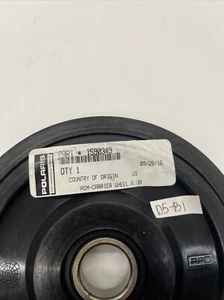 POLARIS
PART # 1590343
09/28/16
QTY 1
COUNTRY OF ORIGIN US
ASM-CARRIER WHEEL 6.38
D5-B1
PPD